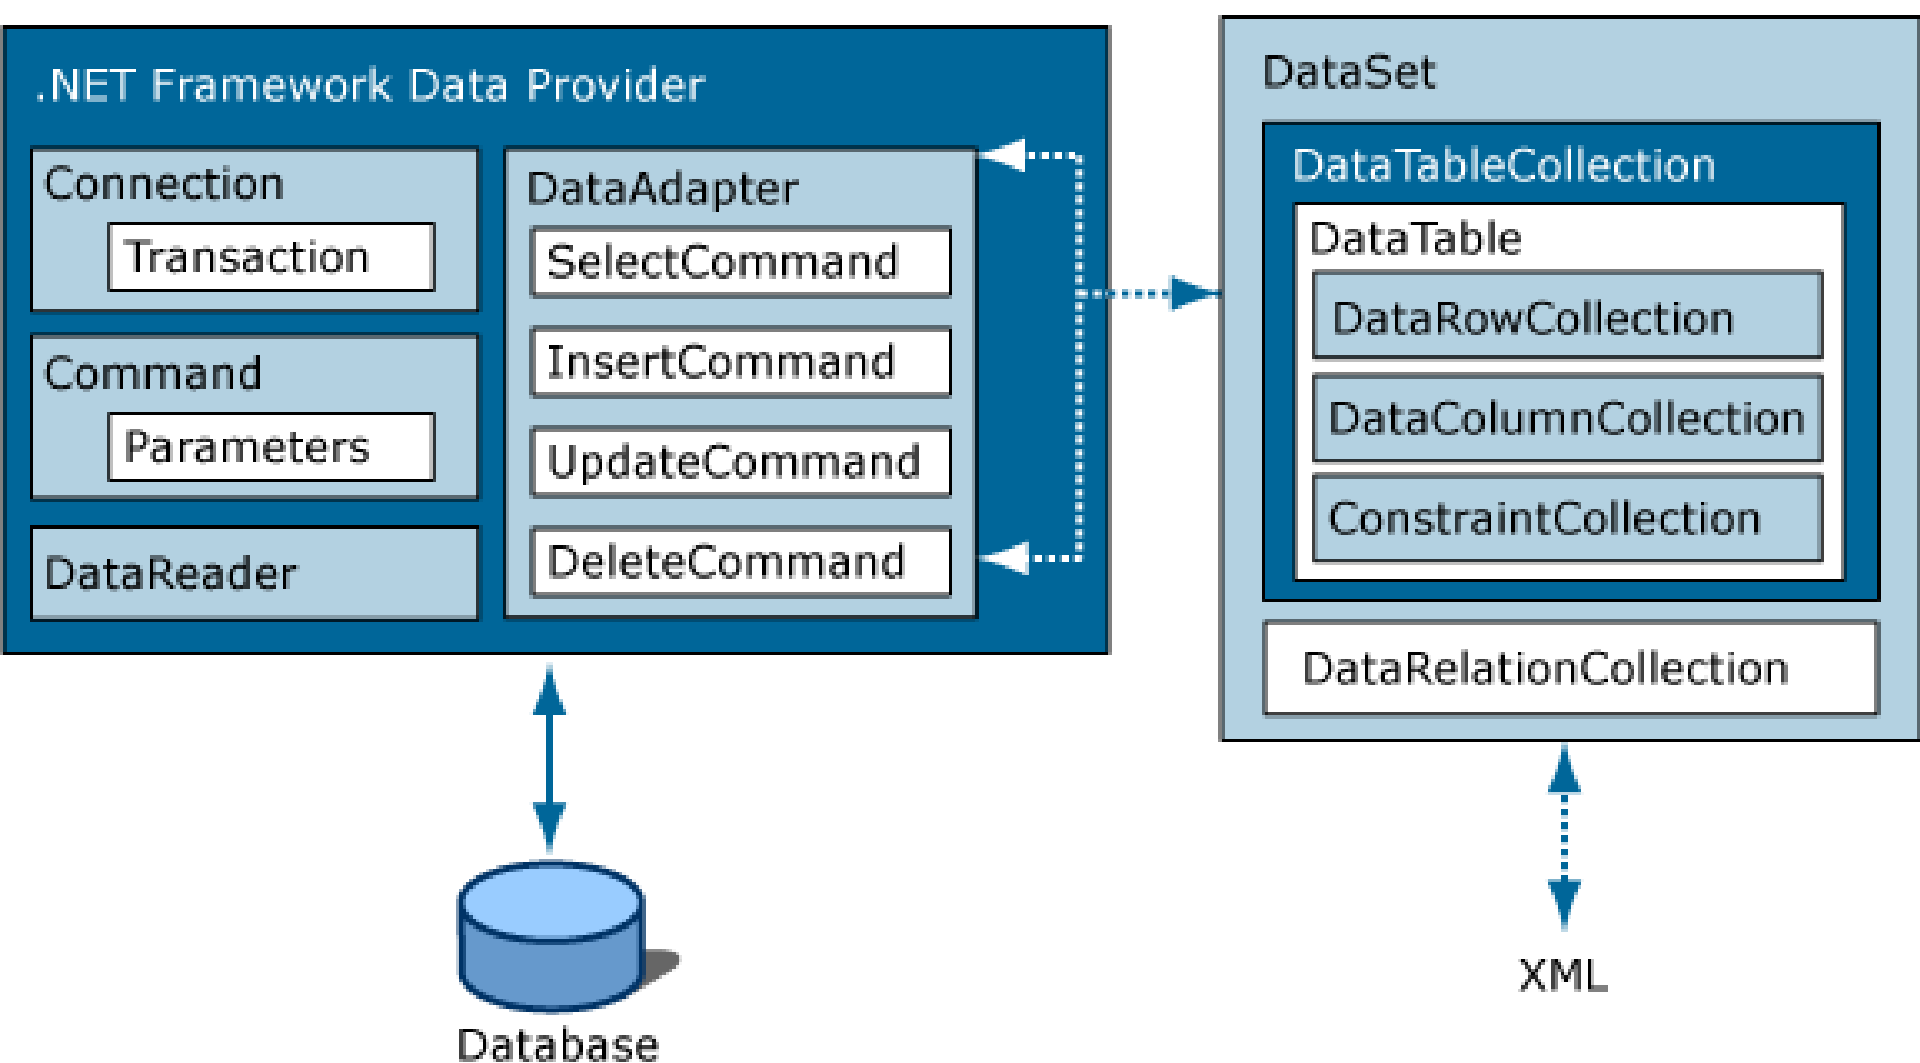 .NET Framework Data Provider
Connection
Transaction
Command
Parameters
DataReader
DataAdapter
SelectCommand
InsertCommand
UpdateCommand
DeleteCommand
Database
DataSet
DataTableCollection
DataTable
DataRowCollection
DataColumnCollection
ConstraintCollection
DataRelationCollection
XML